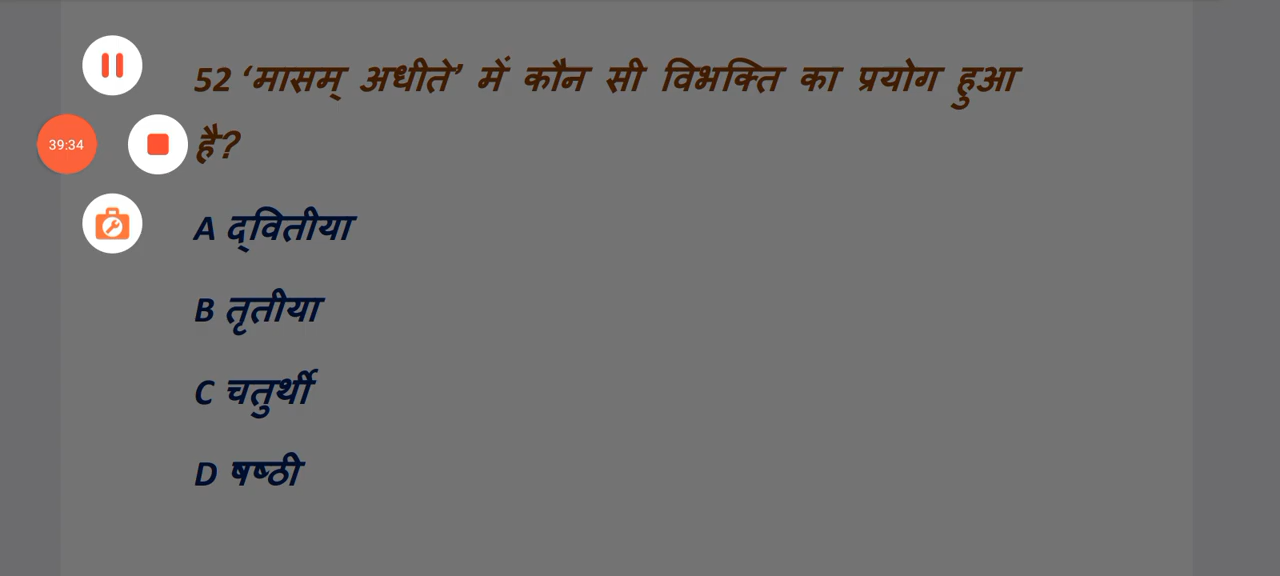 52 ‘मासम् अधीते’ में कौन सी विभक्ति का प्रयोग हुआ
है?
39:34
A द्वितीया
B तृतीया
C चतुर्थी
D षष्ठी